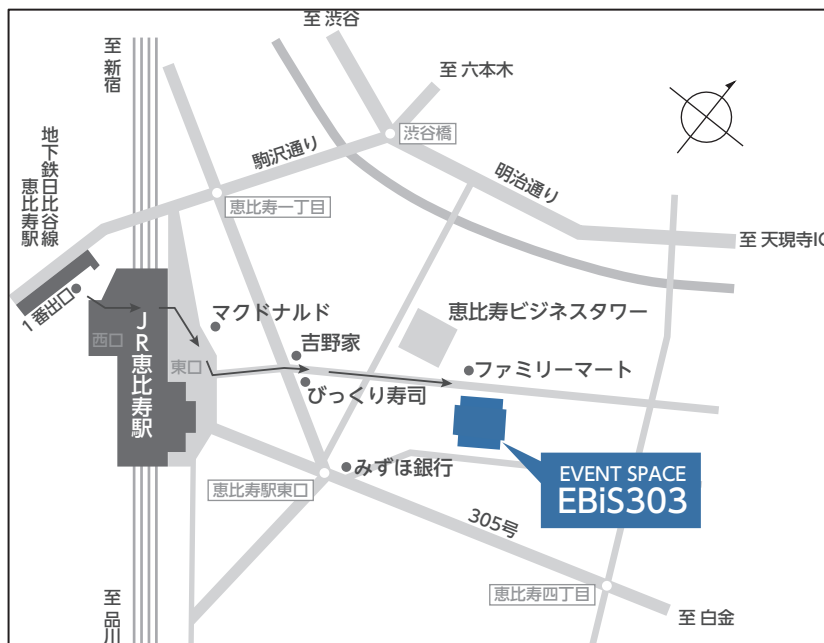 至 新宿
至 渋谷
至 六本木
渋谷橋
駒沢通り
明治通り
地下鉄日比谷線
恵比寿駅
恵比寿一丁目
至 天現寺IC
1番出口
マクドナルド
恵比寿ビジネスタワー
西口
JR恵比寿駅
東口
吉野家
ファミリーマート
びっくり寿司
みずほ銀行
EVENT SPACE
EBiS303
恵比寿駅東口
305号
恵比寿四丁目
至 品川
至 白金